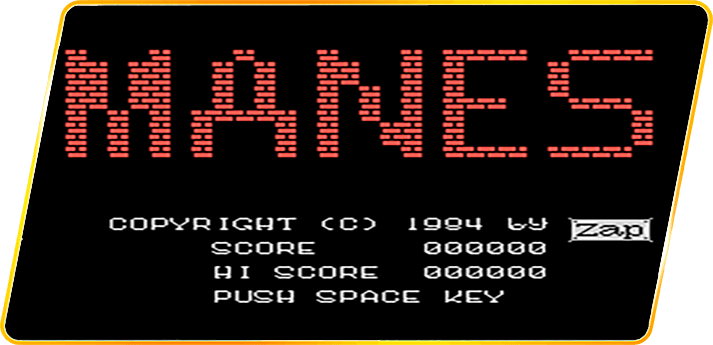 MANES
COPYRIGHT (C) 1984 by Zap
SCORE 000000
HI SCORE 000000
PUSH SPACE KEY